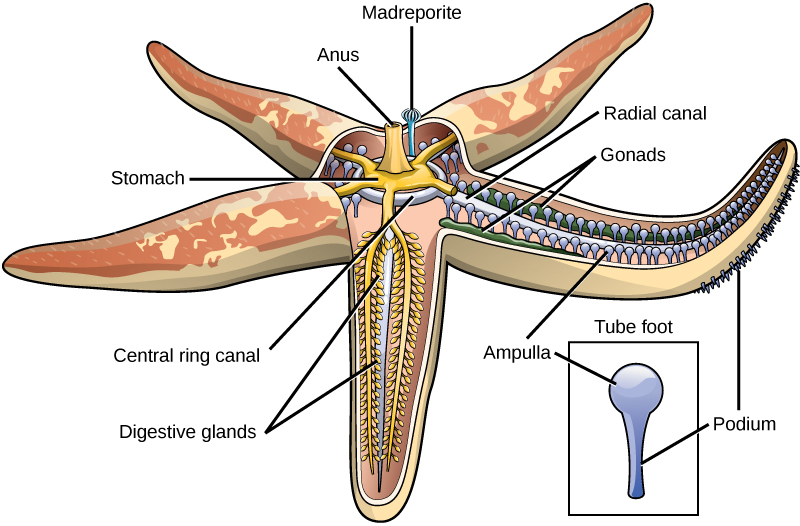 Madreporite
Anus
Radial canal
Gonads
Stomach
Tube foot
Central ring canal
Ampulla
Digestive glands
Podium